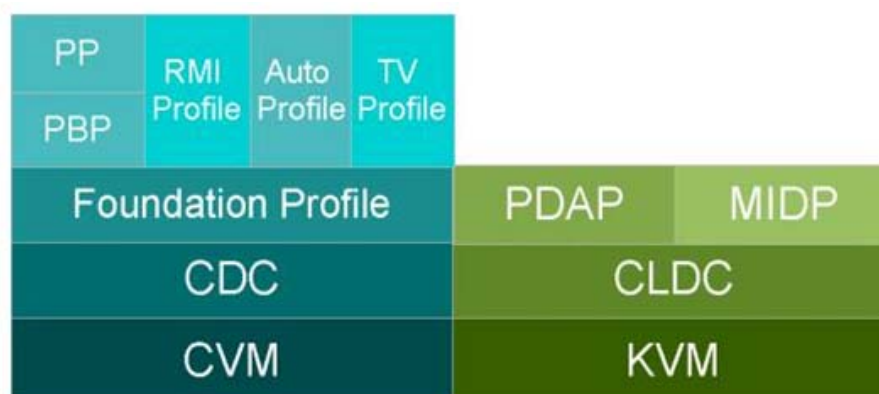 PP
PBP
RMI
Profile
Auto
Profile
TV
Profile
Foundation Profile
PDAP
MIDP
CDC
CLDC
CVM
KVM